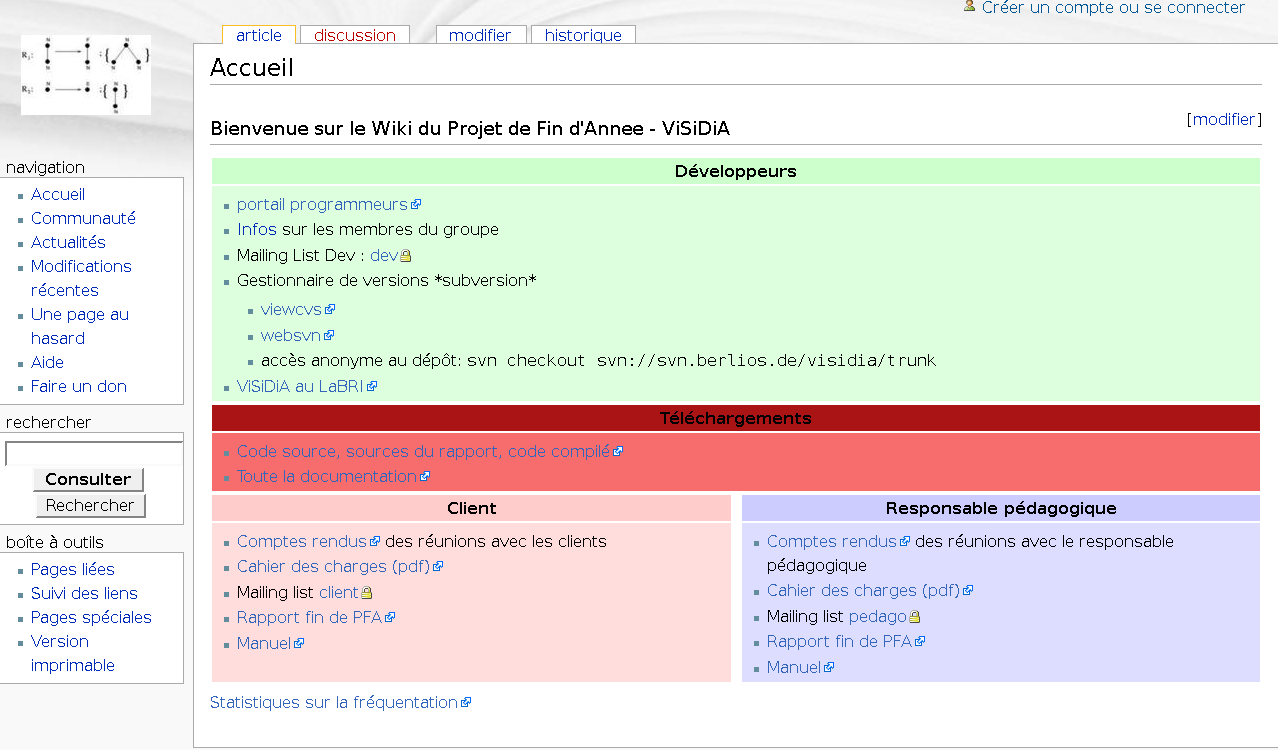 Créer un compte ou se connecter
article discussion modifier historique
R1: N N F N : { N N N }
R2: N F : { N N }
Accueil
Bienvenue sur le Wiki du Projet de Fin d'Annee - ViSiDiA
[modifier]
navigation
Accueil
Communauté
Actualités
Modifications
récentes
Une page au
hasard
Aide
Faire un don
rechercher
Consulter
Rechercher
boîte à outils
Pages liées
Suivi des liens
Pages spéciales
Version
imprimable
Développeurs
portail programmeurs
Infos sur les membres du groupe
Mailing List Dev : dev
Gestionnaire de versions *subversion*
viewcvs
websvn
accès anonyme au dépôt: svn checkout svn://svn.berlios.de/visidia/trunk
ViSiDiA au LaBRI
Téléchargements
Code source, sources du rapport, code compilé
Toute la documentation
Client
Comptes rendus des réunions avec les clients
Cahier des charges (pdf)
Mailing list client
Rapport fin de PFA
Manuel
Responsable pédagogique
Comptes rendus des réunions avec le responsable
pédagogique
Cahier des charges (pdf)
Mailing list pedago
Rapport fin de PFA
Manuel
Statistiques sur la fréquentation